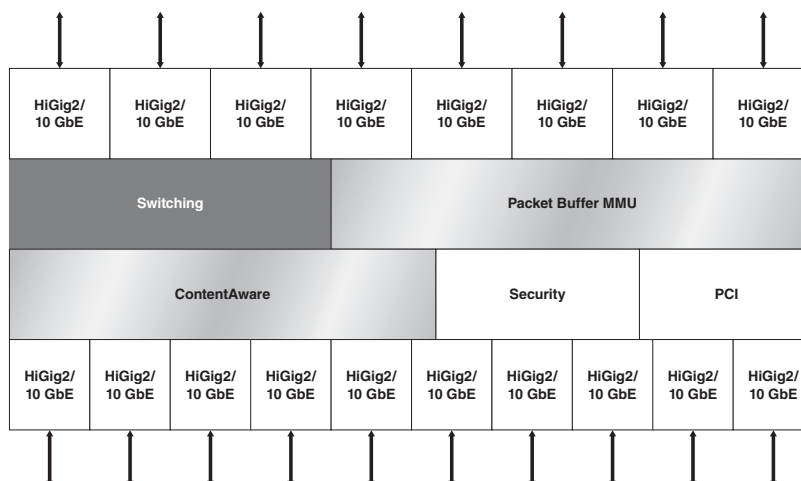 HiGig2/ HiGig2/ HiGig2/ HiGig2/ HiGig2/ HiGig2/ HiGig2/ HiGig2/
10 GbE 10 GbE 10 GbE 10 GbE 10 GbE 10 GbE 10 GbE 10 GbE
Switching Packet Buffer MMU
ContentAware Security PCI
HiGig2/ HiGig2/ HiGig2/ HiGig2/ HiGig2/ HiGig2/ HiGig2/ HiGig2/ HiGig2/ HiGig2/
10 GbE 10 GbE 10 GbE 10 GbE 10 GbE 10 GbE 10 GbE 10 GbE 10 GbE 10 GbE